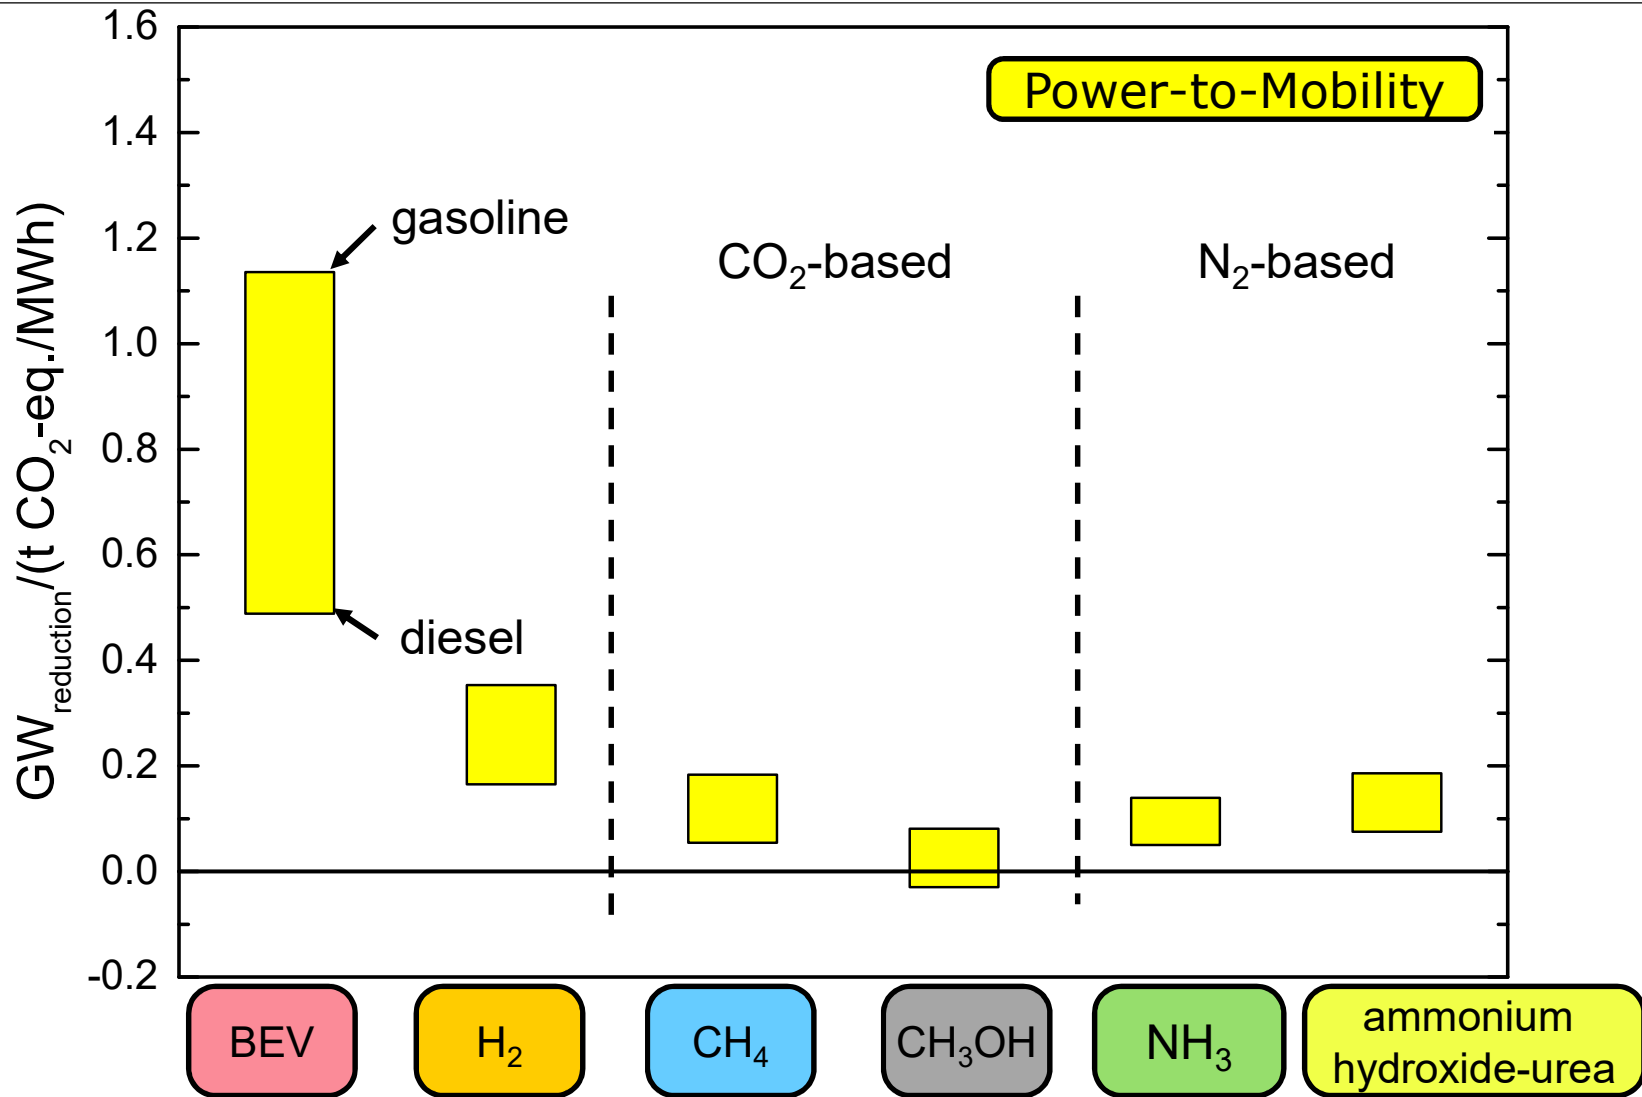 Power-to-Mobility
GW_reduction/(t CO₂-eq./MWh)
1.6
1.4
1.2
1.0
0.8
0.6
0.4
0.2
0.0
-0.2
gasoline
diesel
CO₂-based
N₂-based
BEV
H₂
CH₄
CH₃OH
NH₃
ammonium
hydroxide-urea